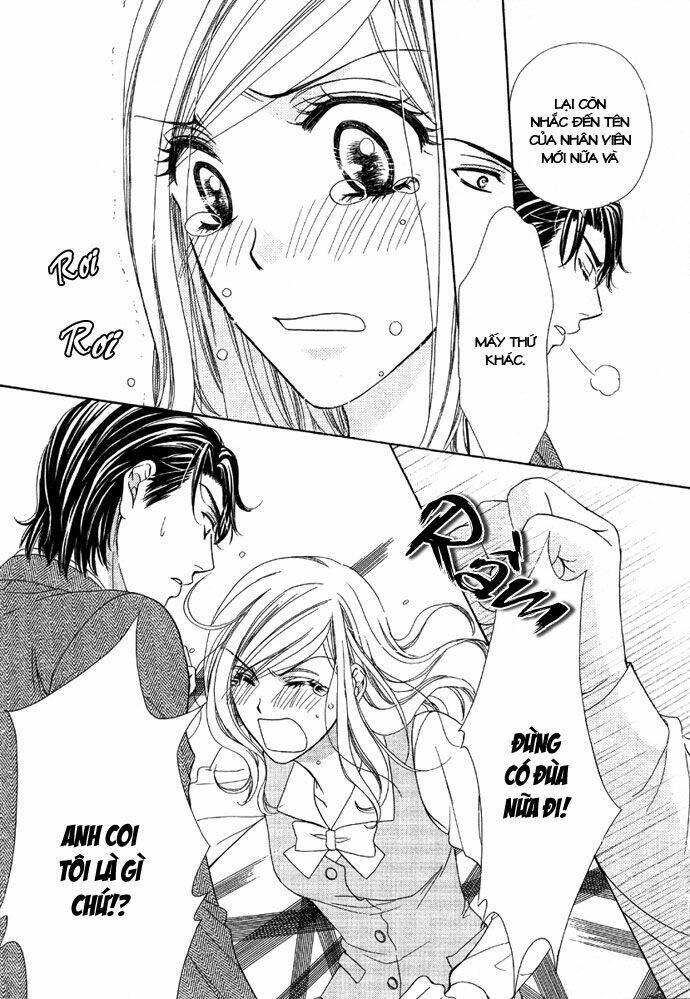 LẠI CÒN
NHẮC ĐẾN TÊN
CỦA NHÂN VIÊN
MỚI NỮA VÀ
MẤY THỨ
KHÁC.
Rơi
Rơi
Rầm
ĐỪNG
CÓ ĐÙA
NỮA ĐI!
ANH COI
TÔI LÀ GÌ
CHỨ!?